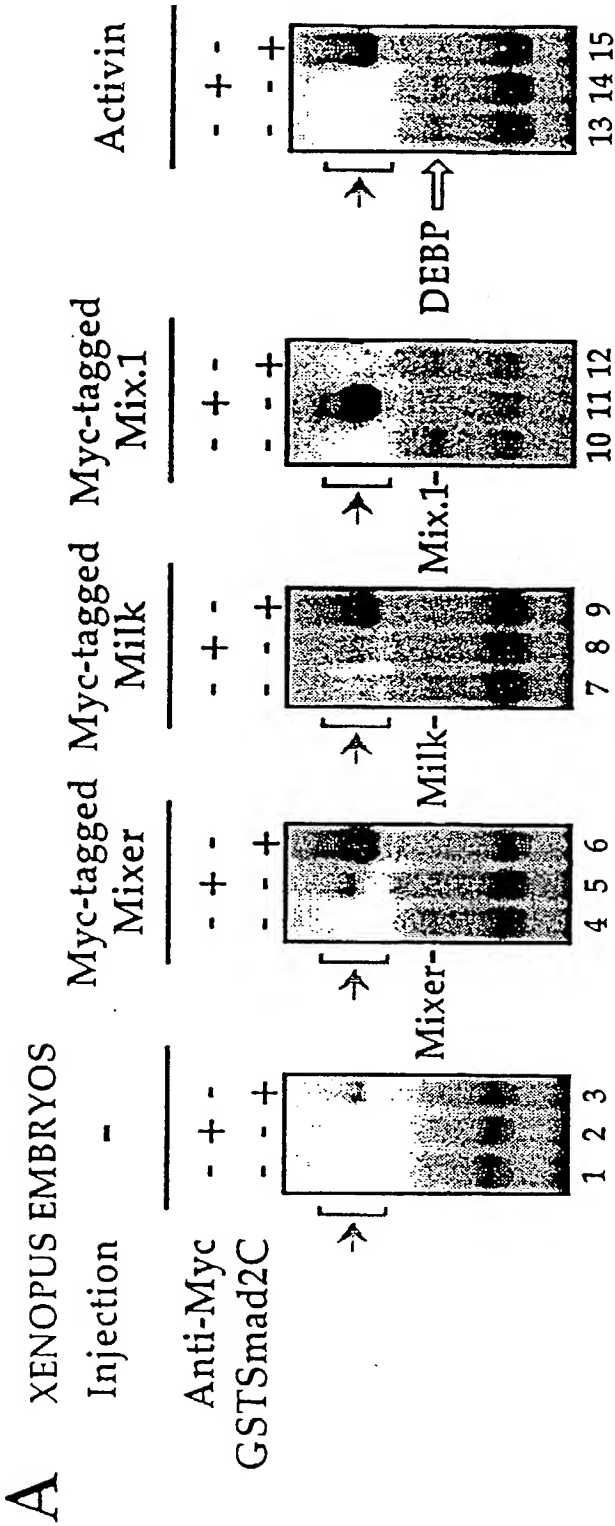 A XENOPUS EMBRYOS
Injection - Myc-tagged Mixer Myc-tagged Milk Myc-tagged Mix.1 Activin
Anti-Myc - + - - + - - + - - + - - + -
GSTSmad2C - - + - - + - - + - - + - - +
Mixer- Milk- Mix.1- DEBP
1 2 3 4 5 6 7 8 9 10 11 12 13 14 15